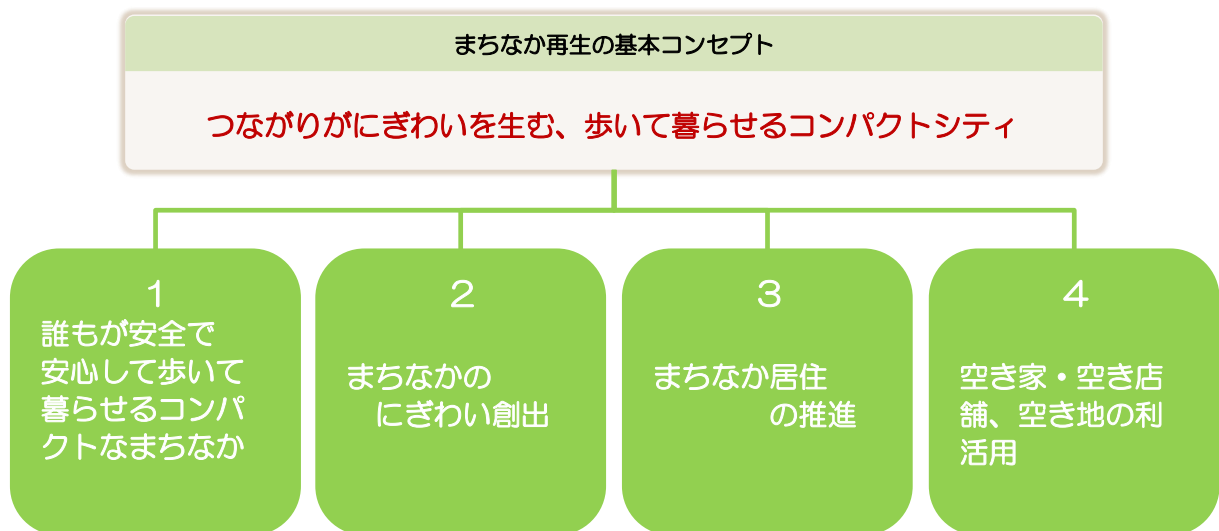 まちなか再生の基本コンセプト
つながりがにぎわいを生む、歩いて暮らせるコンパクトシティ
1
誰もが安全で
安心して歩いて
暮らせるコンパ
クトなまちなか
2
まちなかの
にぎわい創出
3
まちなか居住
の推進
4
空き家・空き店
舗、空き地の利
活用